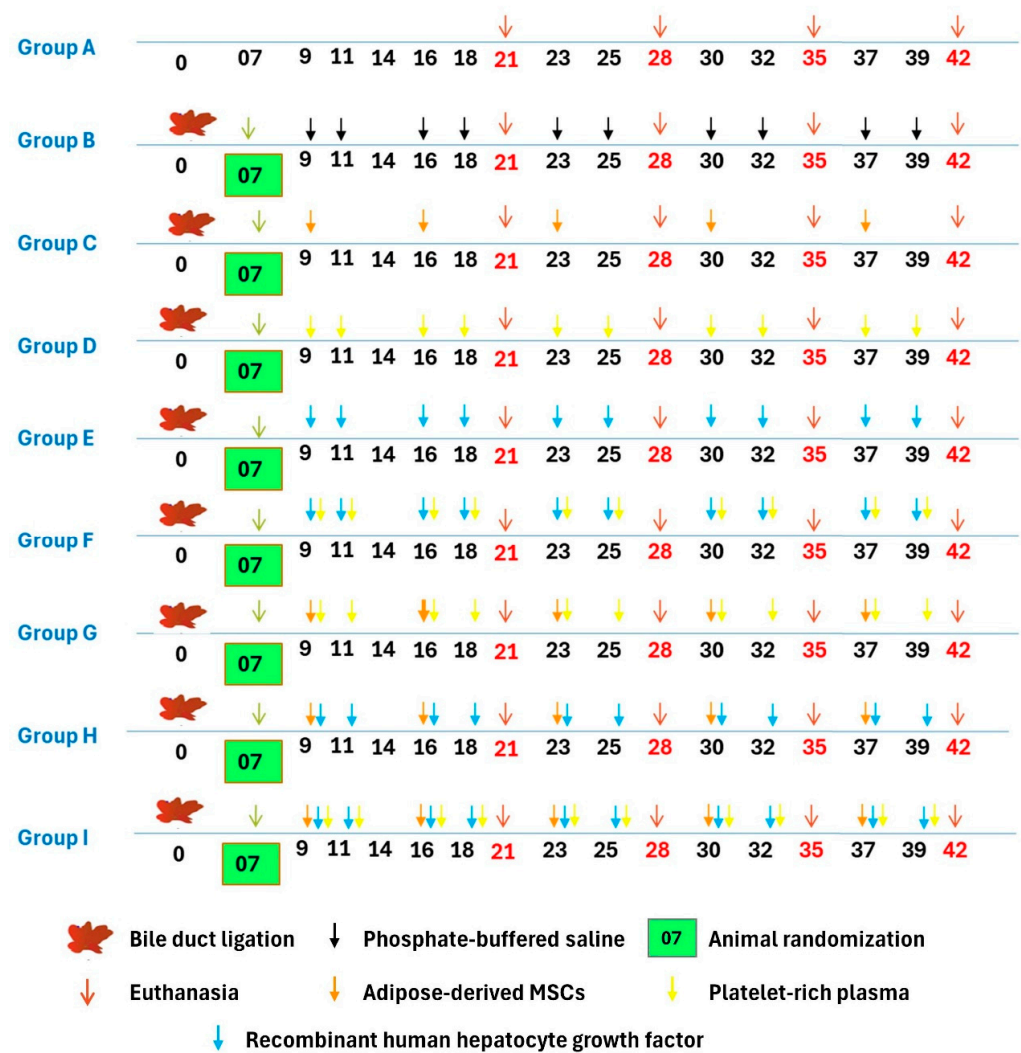 Group A
0 07 9 11 14 16 18 21 23 25 28 30 32 35 37 39 42
Group B
0 07 9 11 14 16 18 21 23 25 28 30 32 35 37 39 42
Group C
0 07 9 11 14 16 18 21 23 25 28 30 32 35 37 39 42
Group D
0 07 9 11 14 16 18 21 23 25 28 30 32 35 37 39 42
Group E
0 07 9 11 14 16 18 21 23 25 28 30 32 35 37 39 42
Group F
0 07 9 11 14 16 18 21 23 25 28 30 32 35 37 39 42
Group G
0 07 9 11 14 16 18 21 23 25 28 30 32 35 37 39 42
Group H
0 07 9 11 14 16 18 21 23 25 28 30 32 35 37 39 42
Group I
0 07 9 11 14 16 18 21 23 25 28 30 32 35 37 39 42
Bile duct ligation Phosphate-buffered saline 07 Animal randomization
Euthanasia Adipose-derived MSCs Platelet-rich plasma
Recombinant human hepatocyte growth factor